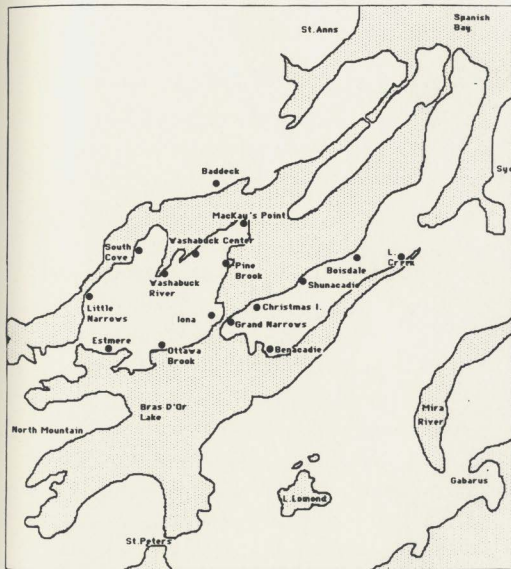 St. Anns
Spanish
Bay
Baddeck
MacKay's Point
South
Cove
Washabuck Center
Washabuck
River
Pine
Brook
Boisdale
L.
Creek
Shunacadie
Little
Narrows
Iona
Christmas I.
Grand Narrows
Estmere
Ottawa
Brook
Benacadie
Bras D'Or
Lake
North Mountain
Mira
River
Gabarus
L. Lomond
St. Peters